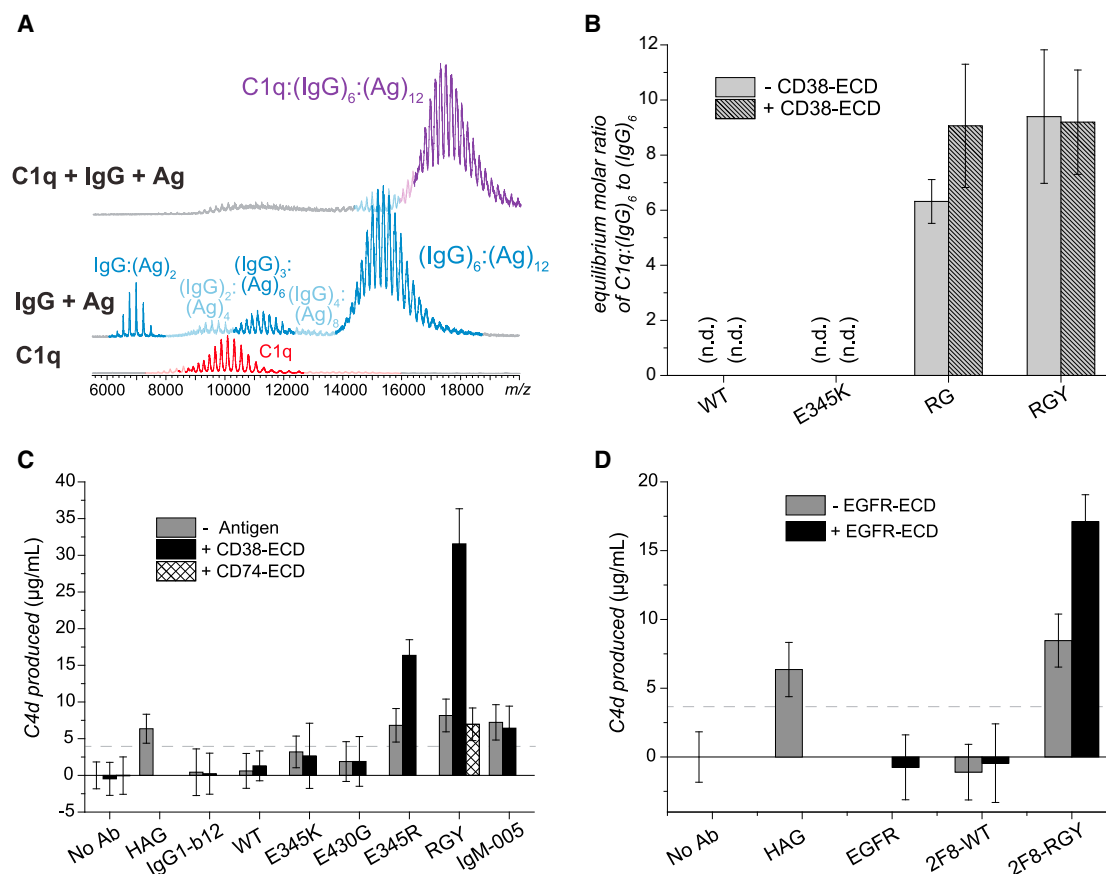 A
C1q:(IgG)6:(Ag)12
C1q + IgG + Ag
IgG:(Ag)2
(IgG)2:
(Ag)4
(IgG)3:
(Ag)6
(IgG)4:
(Ag)8
(IgG)6:(Ag)12
IgG + Ag
C1q
C1q
6000 8000 10000 12000 14000 16000 18000 m/z
B
equilibrium molar ratio
of C1q:(IgG)6 to (IgG)6
12
10
8
6
4
2
0
- CD38-ECD
+ CD38-ECD
(n.d.) (n.d.) (n.d.) (n.d.)
WT E345K RG RGY
C
C4d produced (µg/mL)
40
35
30
25
20
15
10
5
0
-5
- Antigen
+ CD38-ECD
+ CD74-ECD
No Ab HAG IgG1-b12 WT E345K E430G E345R RGY IgM-005
D
C4d produced (µg/mL)
20
15
10
5
0
- EGFR-ECD
+ EGFR-ECD
No Ab HAG EGFR 2F8-WT 2F8-RGY